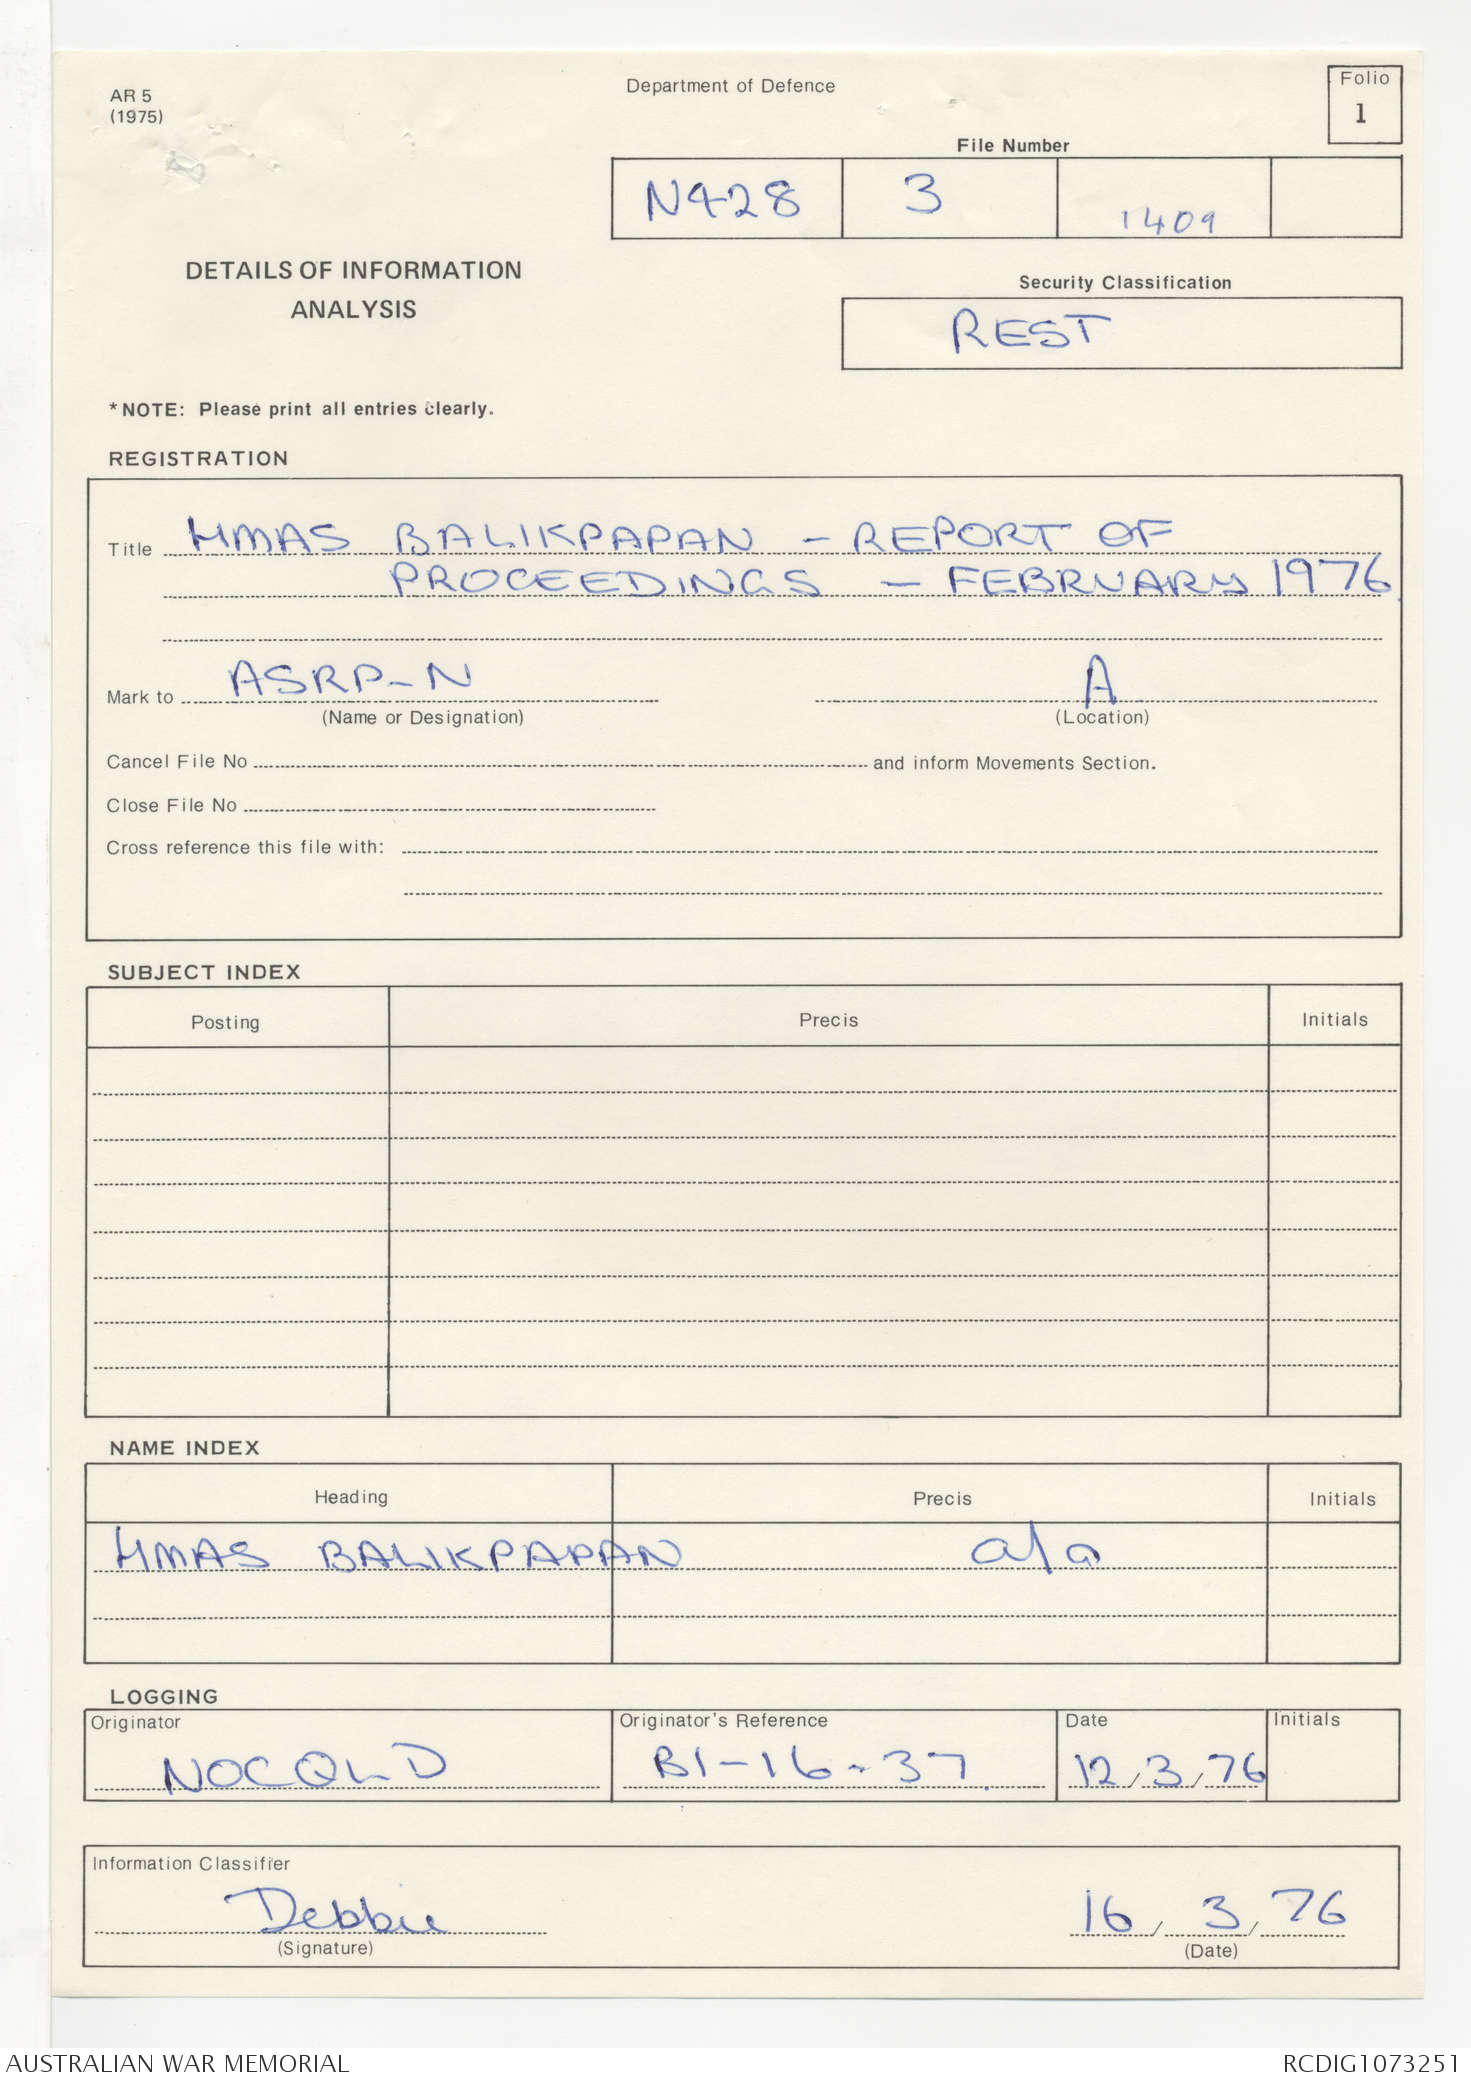 AR 5
(1975)
Department of Defence
Folio
1
File Number
N428 3 1409
DETAILS OF INFORMATION
ANALYSIS
Security Classification
REST
*NOTE: Please print all entries clearly.
REGISTRATION
Title HMAS BALIKPAPAN - REPORT OF
PROCEEDINGS - FEBRUARY 1976
Mark to ASRP-N A
(Name or Designation) (Location)
Cancel File No and inform Movements Section.
Close File No
Cross reference this file with:
SUBJECT INDEX
Posting Precis Initials
NAME INDEX
Heading Precis Initials
HMAS BALIKPAPAN a/a
LOGGING
Originator Originator's Reference Date Initials
NOCQLD B1-16-37 12/3/76
Information Classifier
Debbie 16/3/76
(Signature) (Date)
AUSTRALIAN WAR MEMORIAL RCDIG1073251